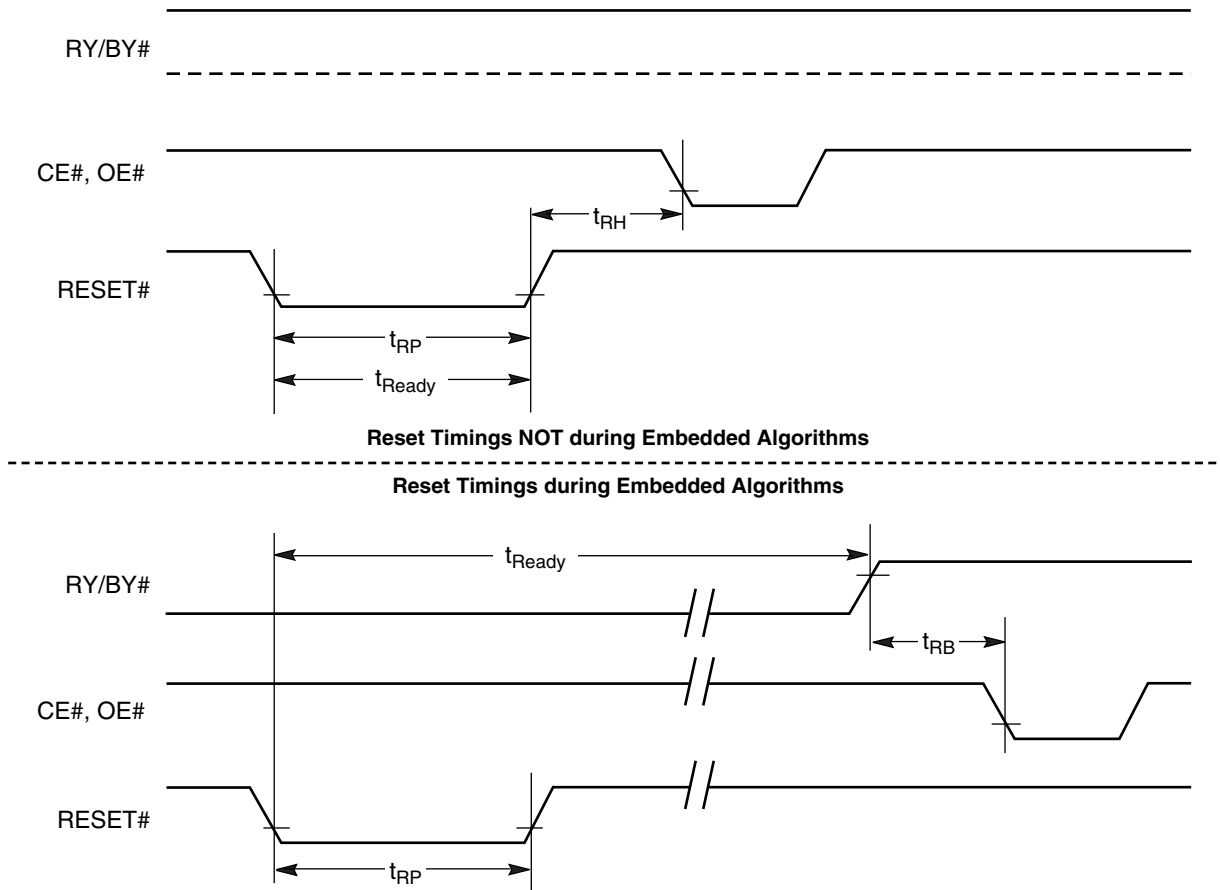 RY/BY#
CE#, OE#
tRH
RESET#
tRP
tReady
Reset Timings NOT during Embedded Algorithms
Reset Timings during Embedded Algorithms
tReady
RY/BY#
tRB
CE#, OE#
RESET#
tRP